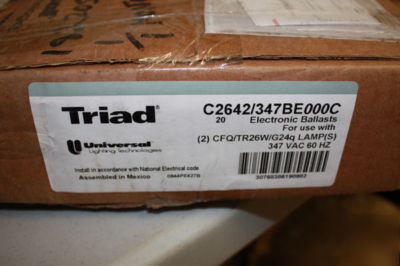 Triad®
C2642/347BE000C
20 Electronic Ballasts
For use with
(2) CFQ/TR26W/G24q LAMP(S)
347 VAC 60 HZ
Universal
Lighting Technologies
Install in accordance with National Electrical code
Assembled in Mexico